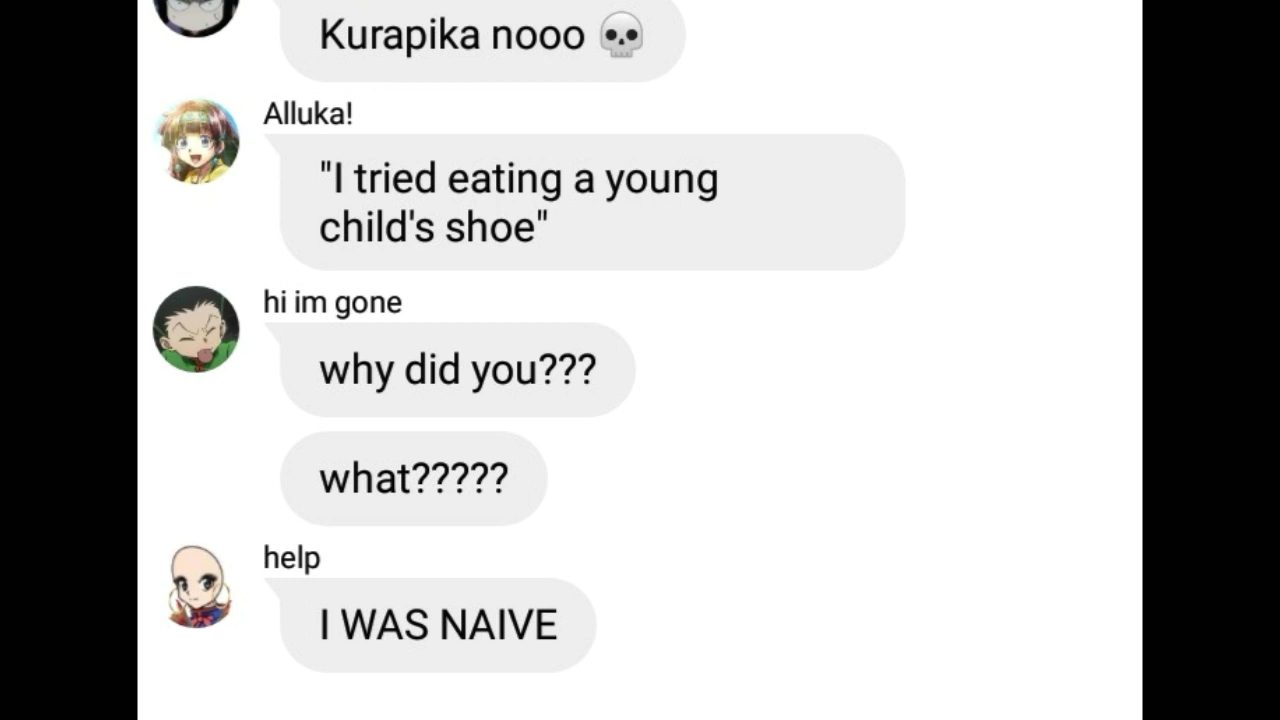 Kurapika nooo 💀
Alluka!
"I tried eating a young
child's shoe"
hi im gone
why did you???
what?????
help
I WAS NAIVE